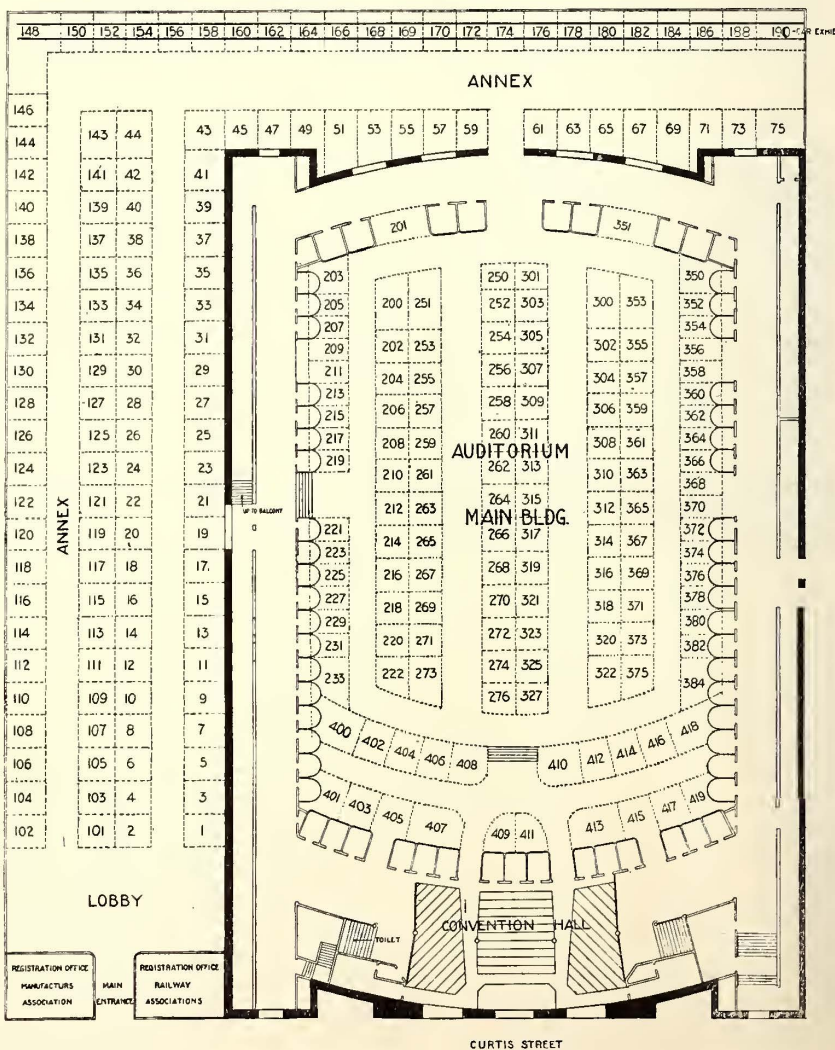 148 150 152 154 156 158 160 162 164 166 168 169 170 172 174 176 178 180 182 184 186 188 190-CAR EXHIB
ANNEX
146
144
143 44 43 45 47 49 51 53 55 57 59 61 63 65 67 69 71 73 75
142 141 42 41
140 139 40 39
138 137 38 37
136 135 36 35
134 133 34 33
132 131 32 31
130 129 30 29
128 127 28 27
126 125 26 25
124 123 24 23
122 121 22 21
120 119 20 19
118 117 18 17
116 115 16 15
114 113 14 13
112 111 12 11
110 109 10 9
108 107 8 7
106 105 6 5
104 103 4 3
102 101 2 1
ANNEX
UP TO BALCONY
201 351
203 250 301 350
205 200 251 252 303 300 353 352
207 354
209 202 253 254 305 302 355 356
211 204 255 256 307 304 357 358
213 360
215 206 257 258 309 306 359 362
217 208 259 260 311 308 361 364
AUDITORIUM
219 210 261 262 313 310 363 366
368
212 263 264 315 312 365 370
MAIN BLDG.
221 214 265 266 317 314 367 372
223 374
225 216 267 268 319 316 369 376
227 218 269 270 321 318 371 378
229 380
231 220 271 272 323 320 373 382
233 222 273 274 325 322 375 384
276 327
400 402 404 406 408 410 412 414 416 418
401 403 405 407 409 411 413 415 417 419
LOBBY
CONVENTION HALL
TOILET
REGISTRATION OFFICE
MANUFACTURS
ASSOCIATION
MAIN
ENTRANCE
REGISTRATION OFFICE
RAILWAY
ASSOCIATIONS
CURTIS STREET